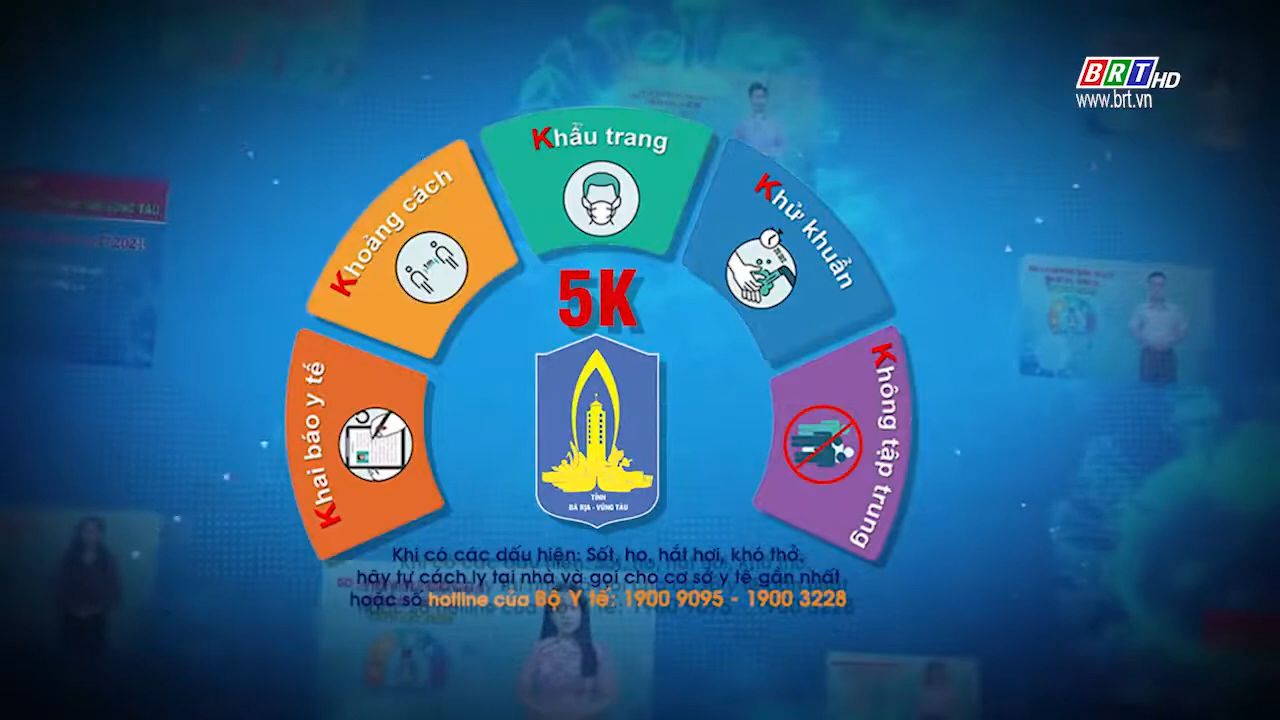 BRT HD
www.brt.vn
Khẩu trang
Khoảng cách
Khử khuẩn
5K
Khai báo y tế
Không tập trung
TỈNH
BÀ RỊA - VŨNG TÀU
Khi có các dấu hiện: Sốt, ho, hắt hơi, khó thở,
hãy tự cách ly tại nhà và gọi cho cơ sở y tế gần nhất
hoặc số hotline của Bộ Y tế: 1900 9095 - 1900 3228